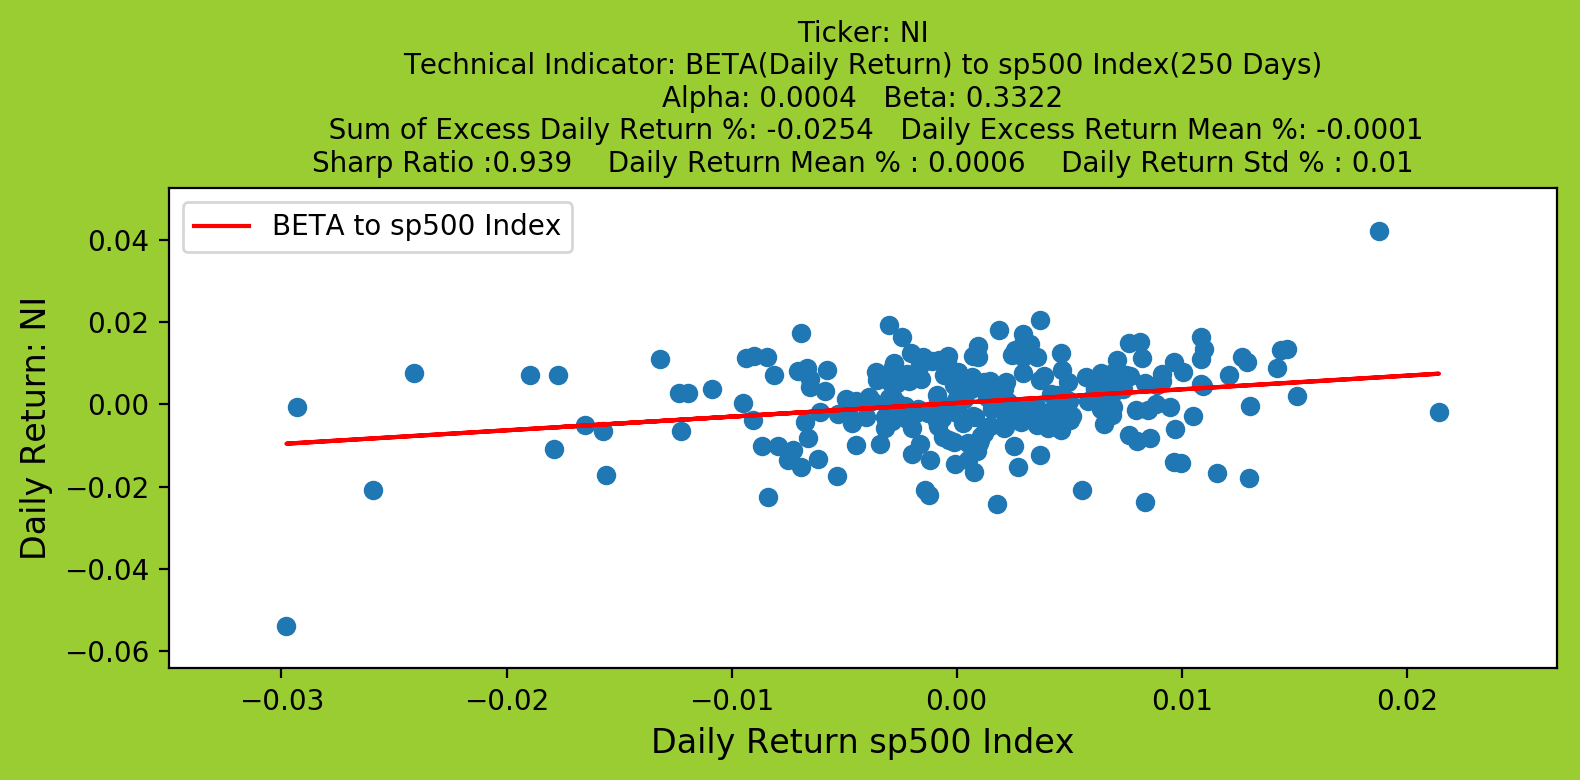 Ticker: NI
Technical Indicator: BETA(Daily Return) to sp500 Index(250 Days)
Alpha: 0.0004 Beta: 0.3322
Sum of Excess Daily Return %: -0.0254 Daily Excess Return Mean %: -0.0001
Sharp Ratio :0.939 Daily Return Mean % : 0.0006 Daily Return Std % : 0.01
BETA to sp500 Index
0.04
0.02
0.00
−0.02
−0.04
−0.06
Daily Return: NI
−0.03 −0.02 −0.01 0.00 0.01 0.02
Daily Return sp500 Index